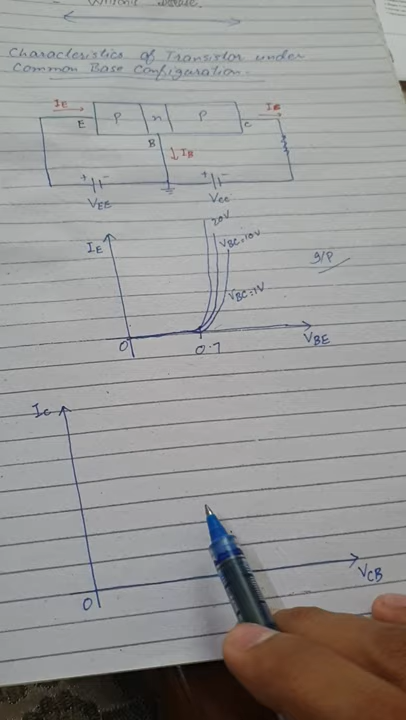 Characteristics of Transistor under
Common Base Configuration.
IE
E
P
n
P
C
B
IB
+ -
VEE
+ -
Vcc
IE
20V
VBC=10V
VBC=1V
I/P
0
0.7
VBE
Ic
0
VCB